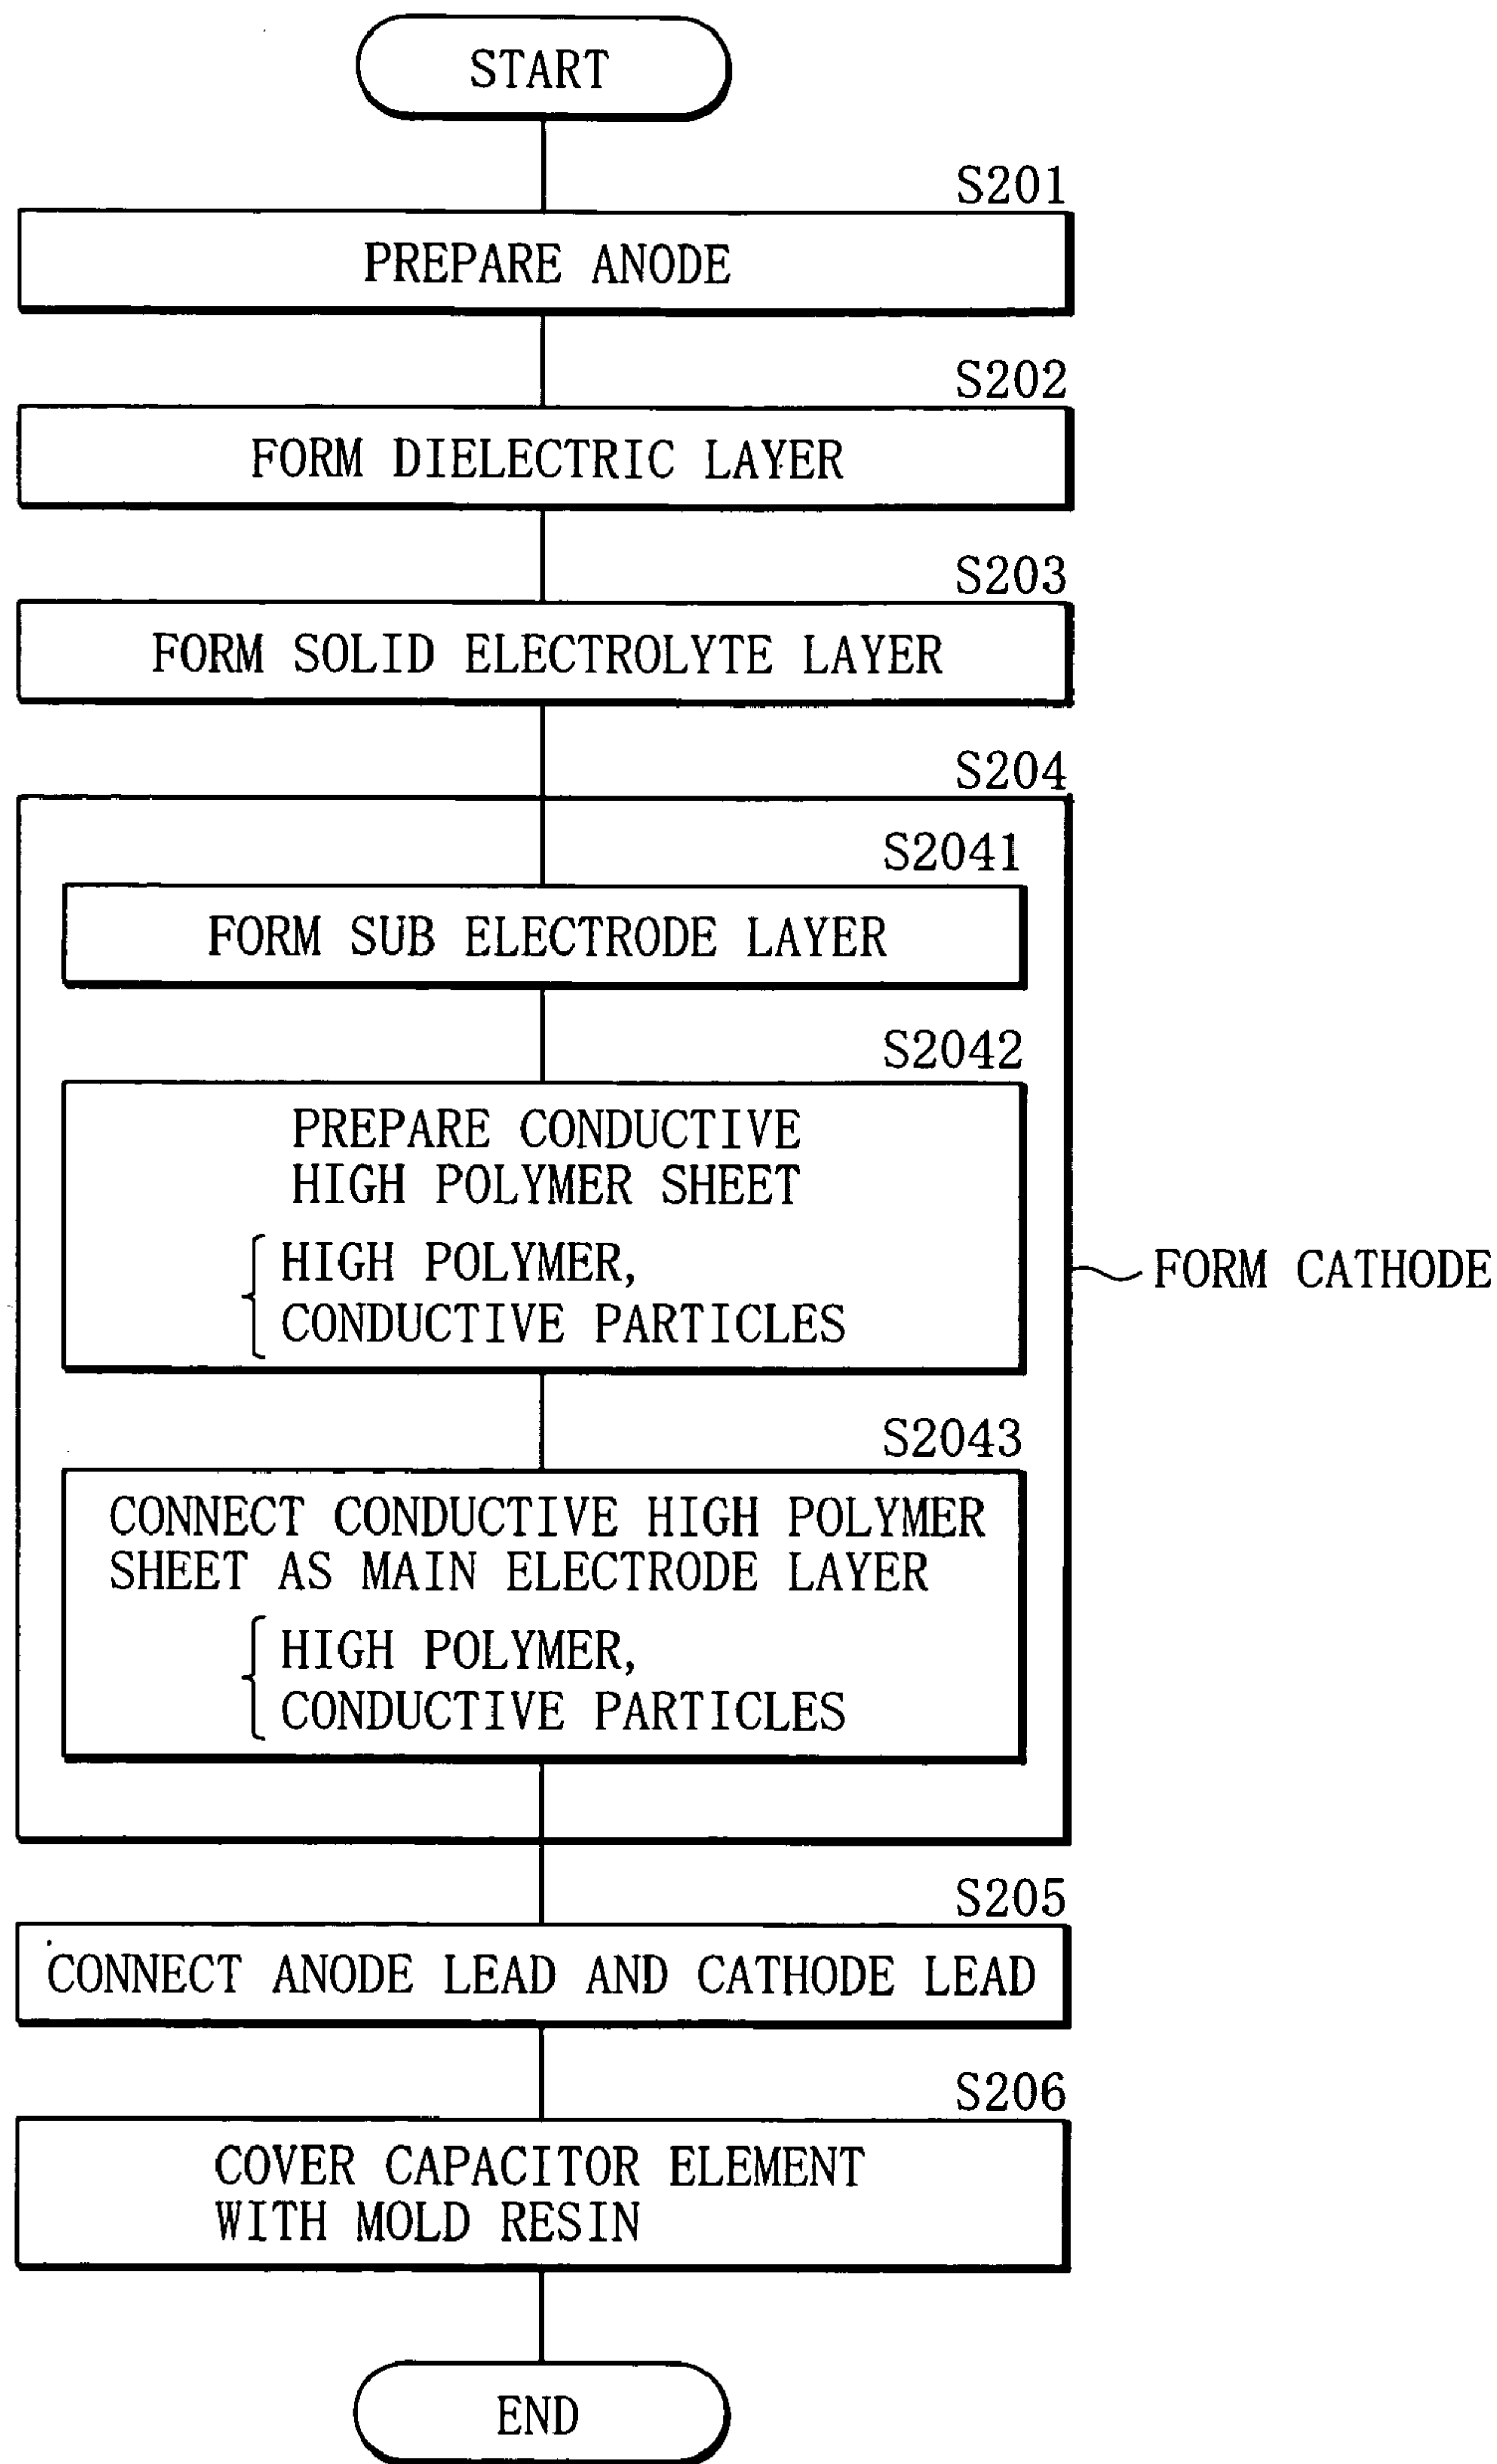 START
S201
PREPARE ANODE
S202
FORM DIELECTRIC LAYER
S203
FORM SOLID ELECTROLYTE LAYER
S204
S2041
FORM SUB ELECTRODE LAYER
S2042
PREPARE CONDUCTIVE
HIGH POLYMER SHEET
HIGH POLYMER,
CONDUCTIVE PARTICLES
FORM CATHODE
S2043
CONNECT CONDUCTIVE HIGH POLYMER
SHEET AS MAIN ELECTRODE LAYER
HIGH POLYMER,
CONDUCTIVE PARTICLES
S205
CONNECT ANODE LEAD AND CATHODE LEAD
S206
COVER CAPACITOR ELEMENT
WITH MOLD RESIN
END